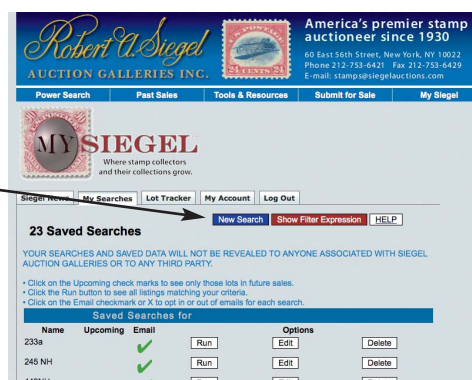 Robert A. Siegel
AUCTION GALLERIES INC.
POSTAGE
24 CENTS 24
America's premier stamp
auctioneer since 1930
60 East 56th Street, New York, NY 10022
Phone 212-753-6421 Fax 212-753-6429
E-mail: stamps@siegelauctions.com
Power Search Past Sales Tools & Resources Submit for Sale My Siegel
MY SIEGEL
Where stamp collectors
and their collections grow.
Siegel News My Searches Lot Tracker My Account Log Out
New Search Show Filter Expression HELP
23 Saved Searches
YOUR SEARCHES AND SAVED DATA WILL NOT BE REVEALED TO ANYONE ASSOCIATED WITH SIEGEL
AUCTION GALLERIES OR TO ANY THIRD PARTY.
• Click on the Upcoming check marks to see only those lots in future sales.
• Click the Run button to see all listings matching your criteria.
• Click on the Email checkmark or X to opt in or out of emails for each search.
Saved Searches for
Name Upcoming Email Options
233a Run Edit Delete
245 NH Run Edit Delete